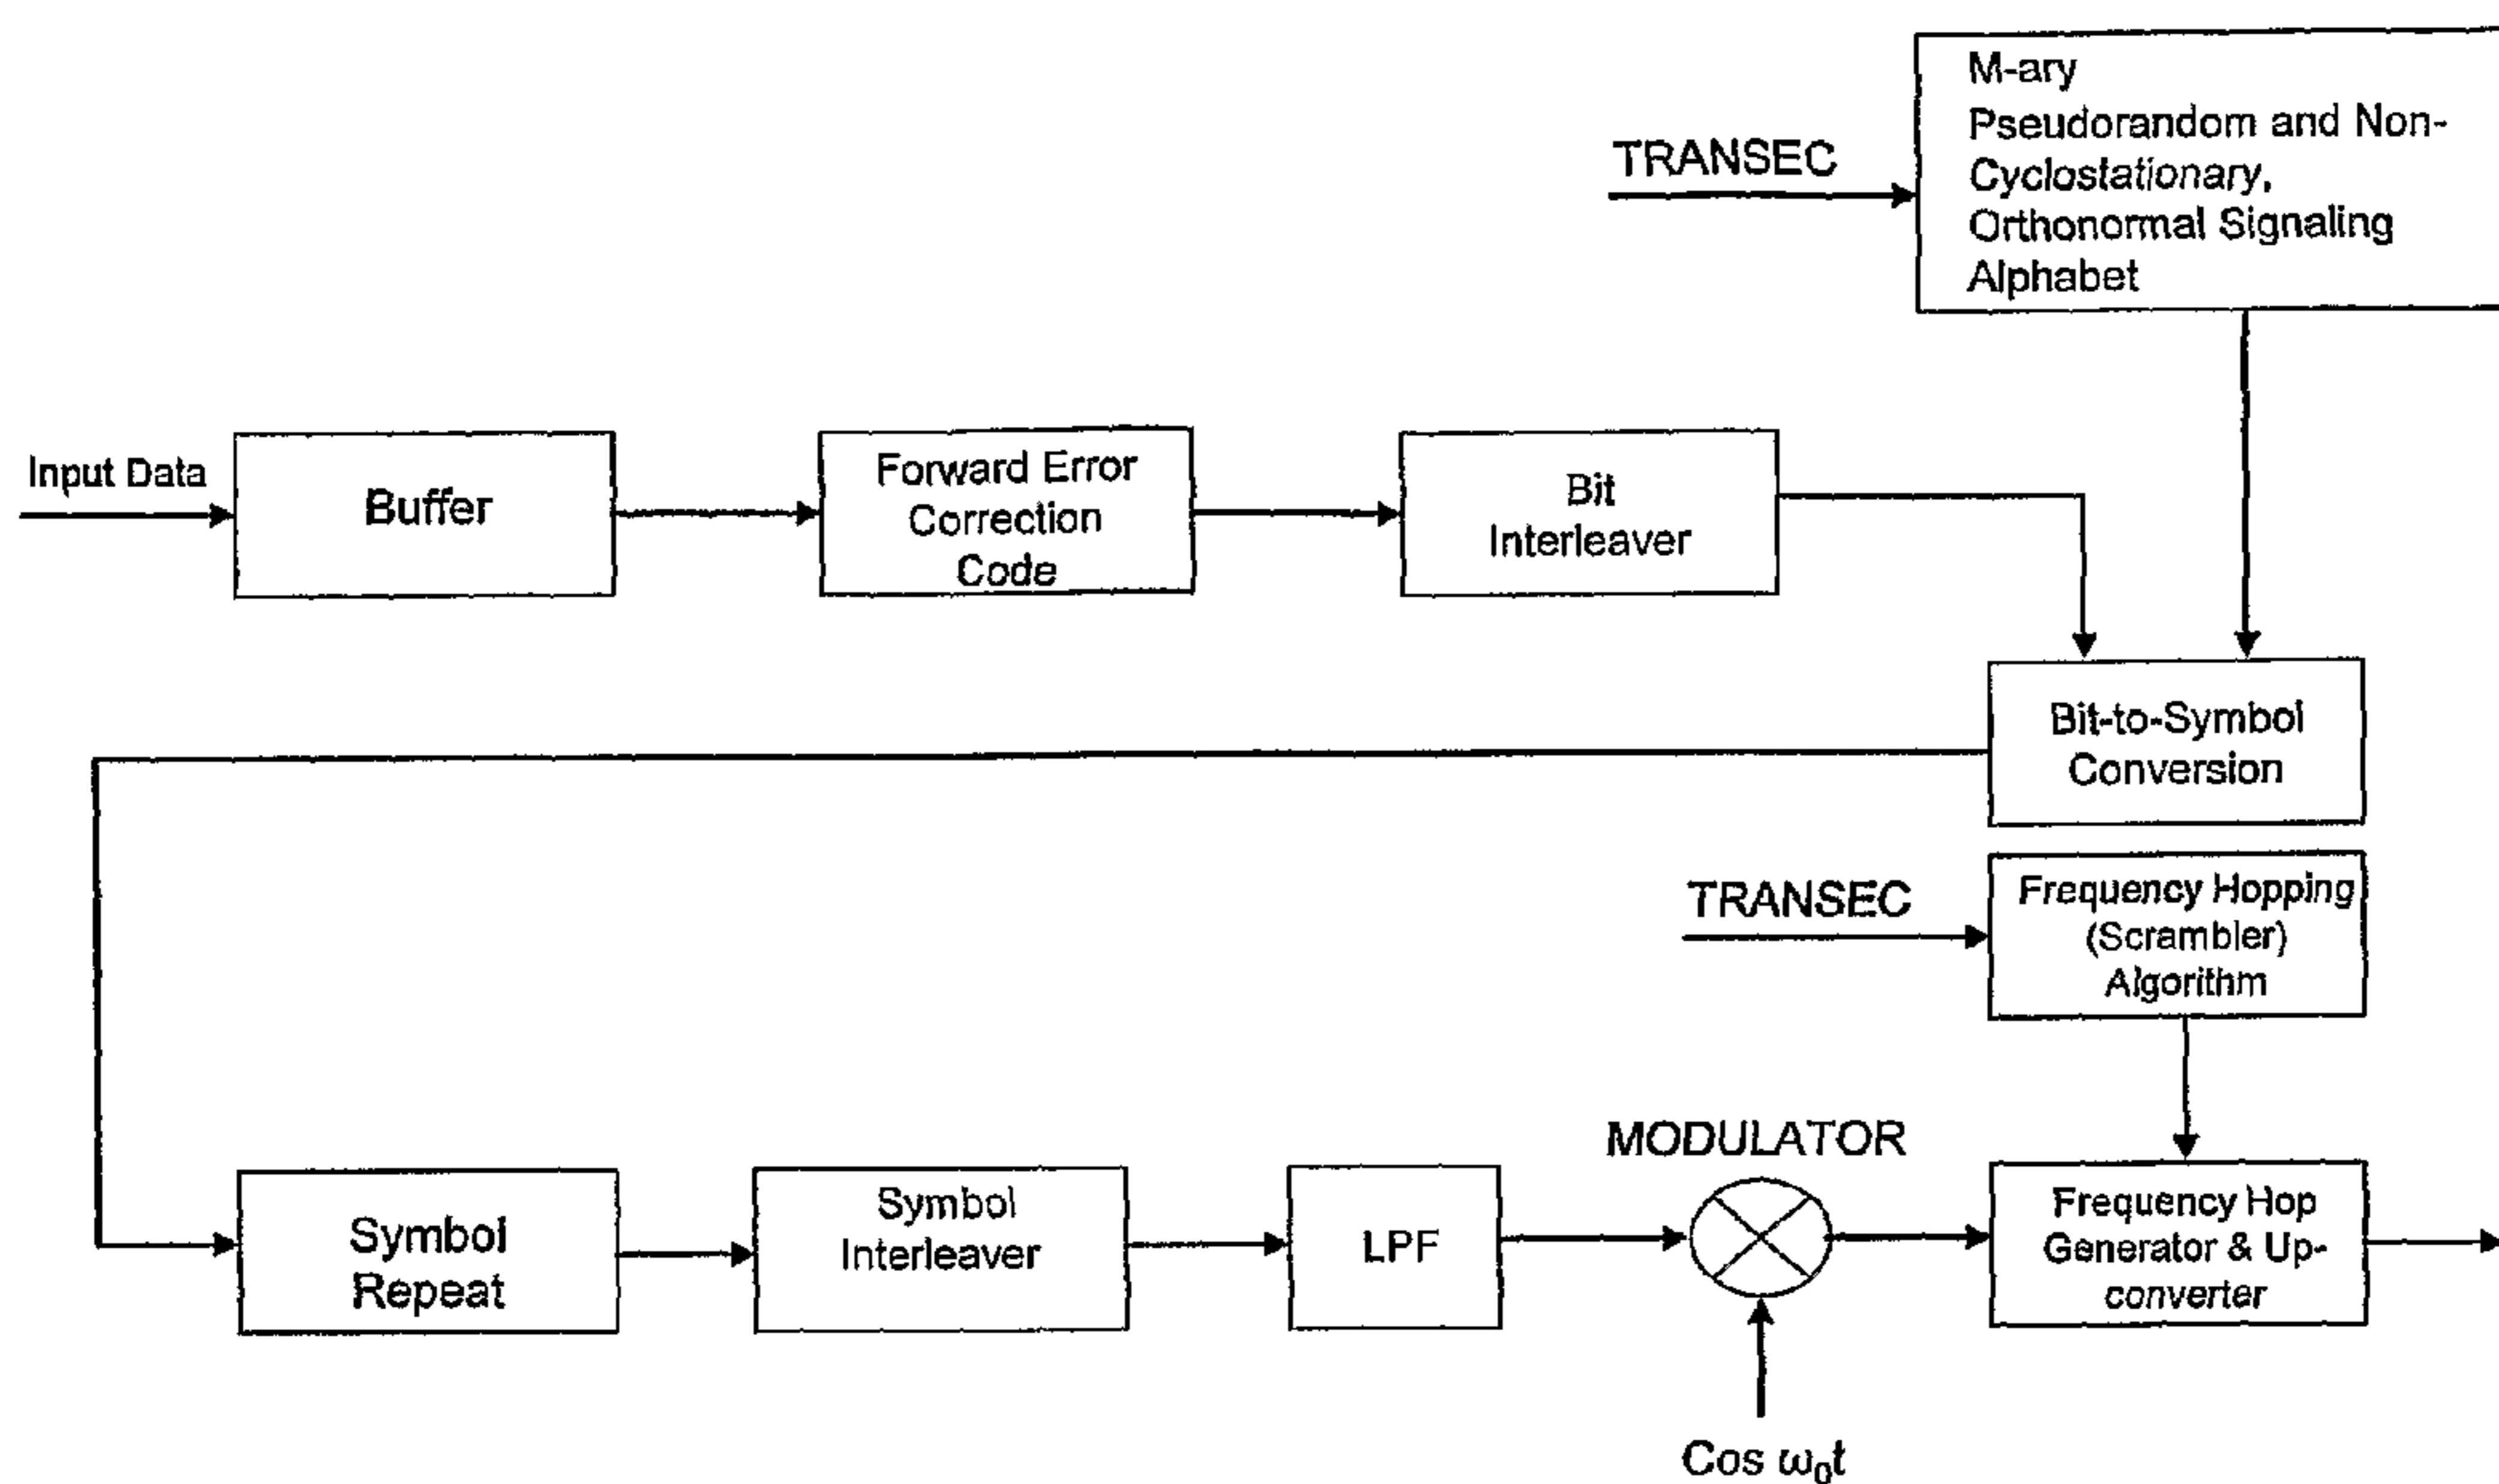 M-ary
Pseudorandom and Non-
Cyclostationary,
Orthonormal Signaling
Alphabet
TRANSEC
Input Data
Buffer
Forward Error
Correction
Code
Bit
Interleaver
Bit-to-Symbol
Conversion
TRANSEC
Frequency Hopping
(Scrambler)
Algorithm
Symbol
Repeat
Symbol
Interleaver
LPF
MODULATOR
Cos ω₀t
Frequency Hop
Generator & Up-
converter